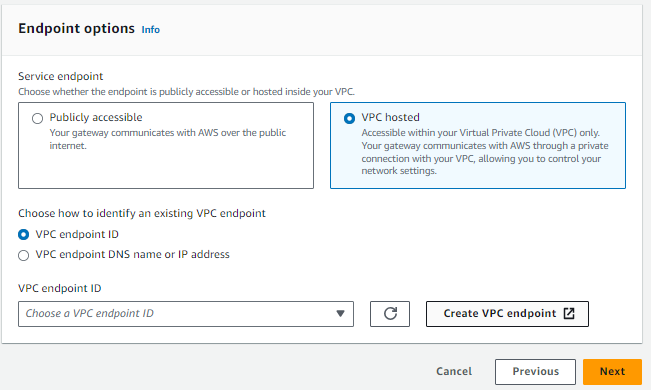 Endpoint options Info
Service endpoint
Choose whether the endpoint is publicly accessible or hosted inside your VPC.
Publicly accessible
Your gateway communicates with AWS over the public
internet.
VPC hosted
Accessible within your Virtual Private Cloud (VPC) only.
Your gateway communicates with AWS through a private
connection with your VPC, allowing you to control your
network settings.
Choose how to identify an existing VPC endpoint
VPC endpoint ID
VPC endpoint DNS name or IP address
VPC endpoint ID
Choose a VPC endpoint ID
Create VPC endpoint
Cancel
Previous
Next